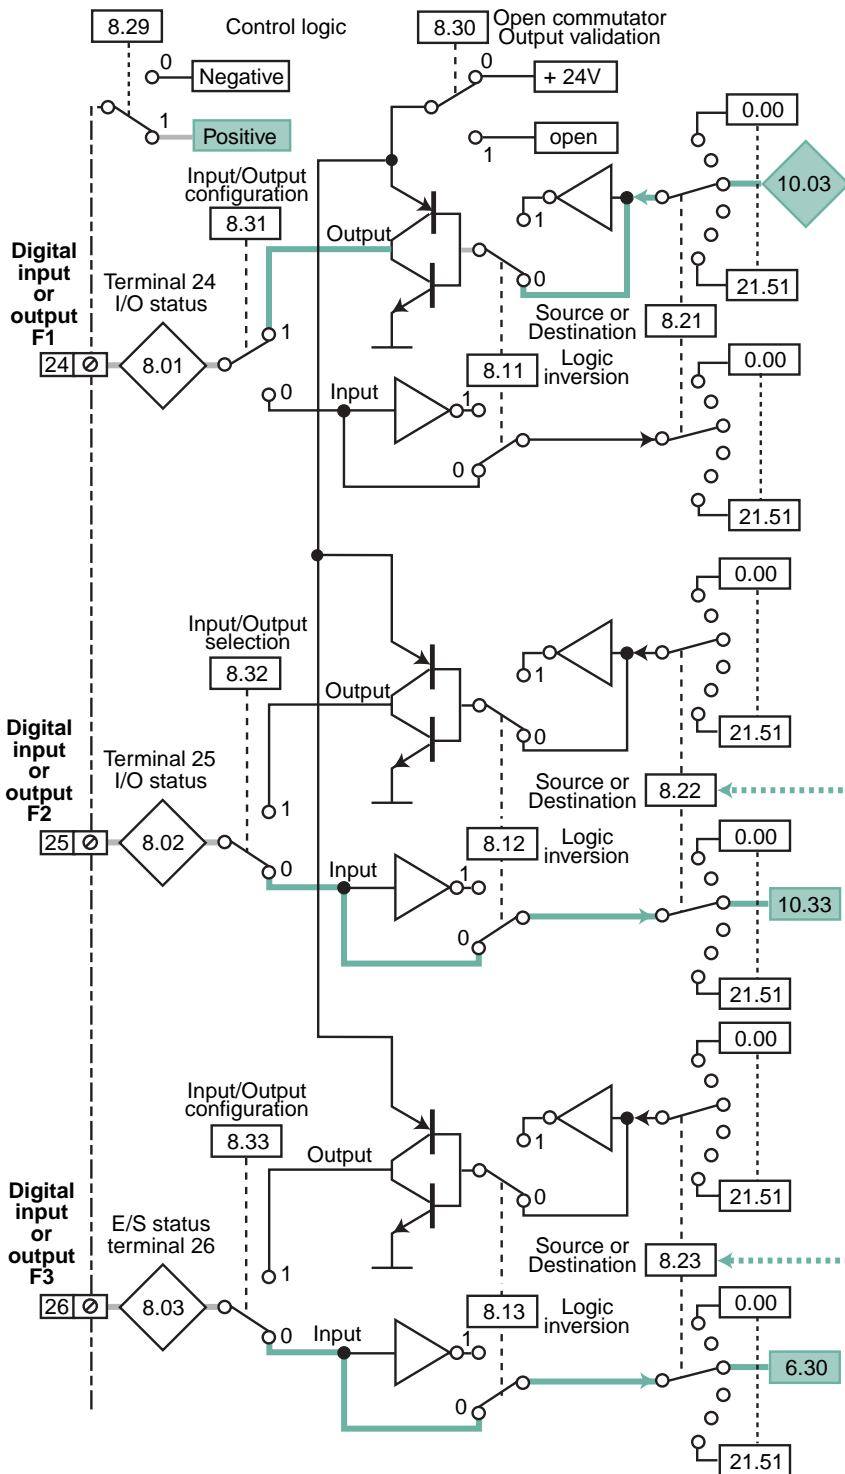 8.29
Control logic
8.30
Open commutator
Output validation
0
Negative
0
+ 24V
0.00
1
Positive
open
1
10.03
Input/Output
configuration
8.31
Output
1
0
21.51
Digital
input
or
output
F1
Terminal 24
I/O status
Source or
Destination
8.21
1
8.11
Logic
inversion
0.00
24
8.01
0
Input
1
0
21.51
0.00
Input/Output
selection
8.32
1
Output
0
21.51
Digital
input
or
output
F2
Terminal 25
I/O status
Source or
Destination
8.22
1
8.12
Logic
inversion
0.00
25
8.02
0
Input
1
10.33
0
21.51
0.00
Input/Output
configuration
8.33
1
Output
0
21.51
Digital
input
or
output
F3
E/S status
terminal 26
Source or
Destination
8.23
1
8.13
Logic
inversion
0.00
26
8.03
0
Input
1
6.30
0
21.51